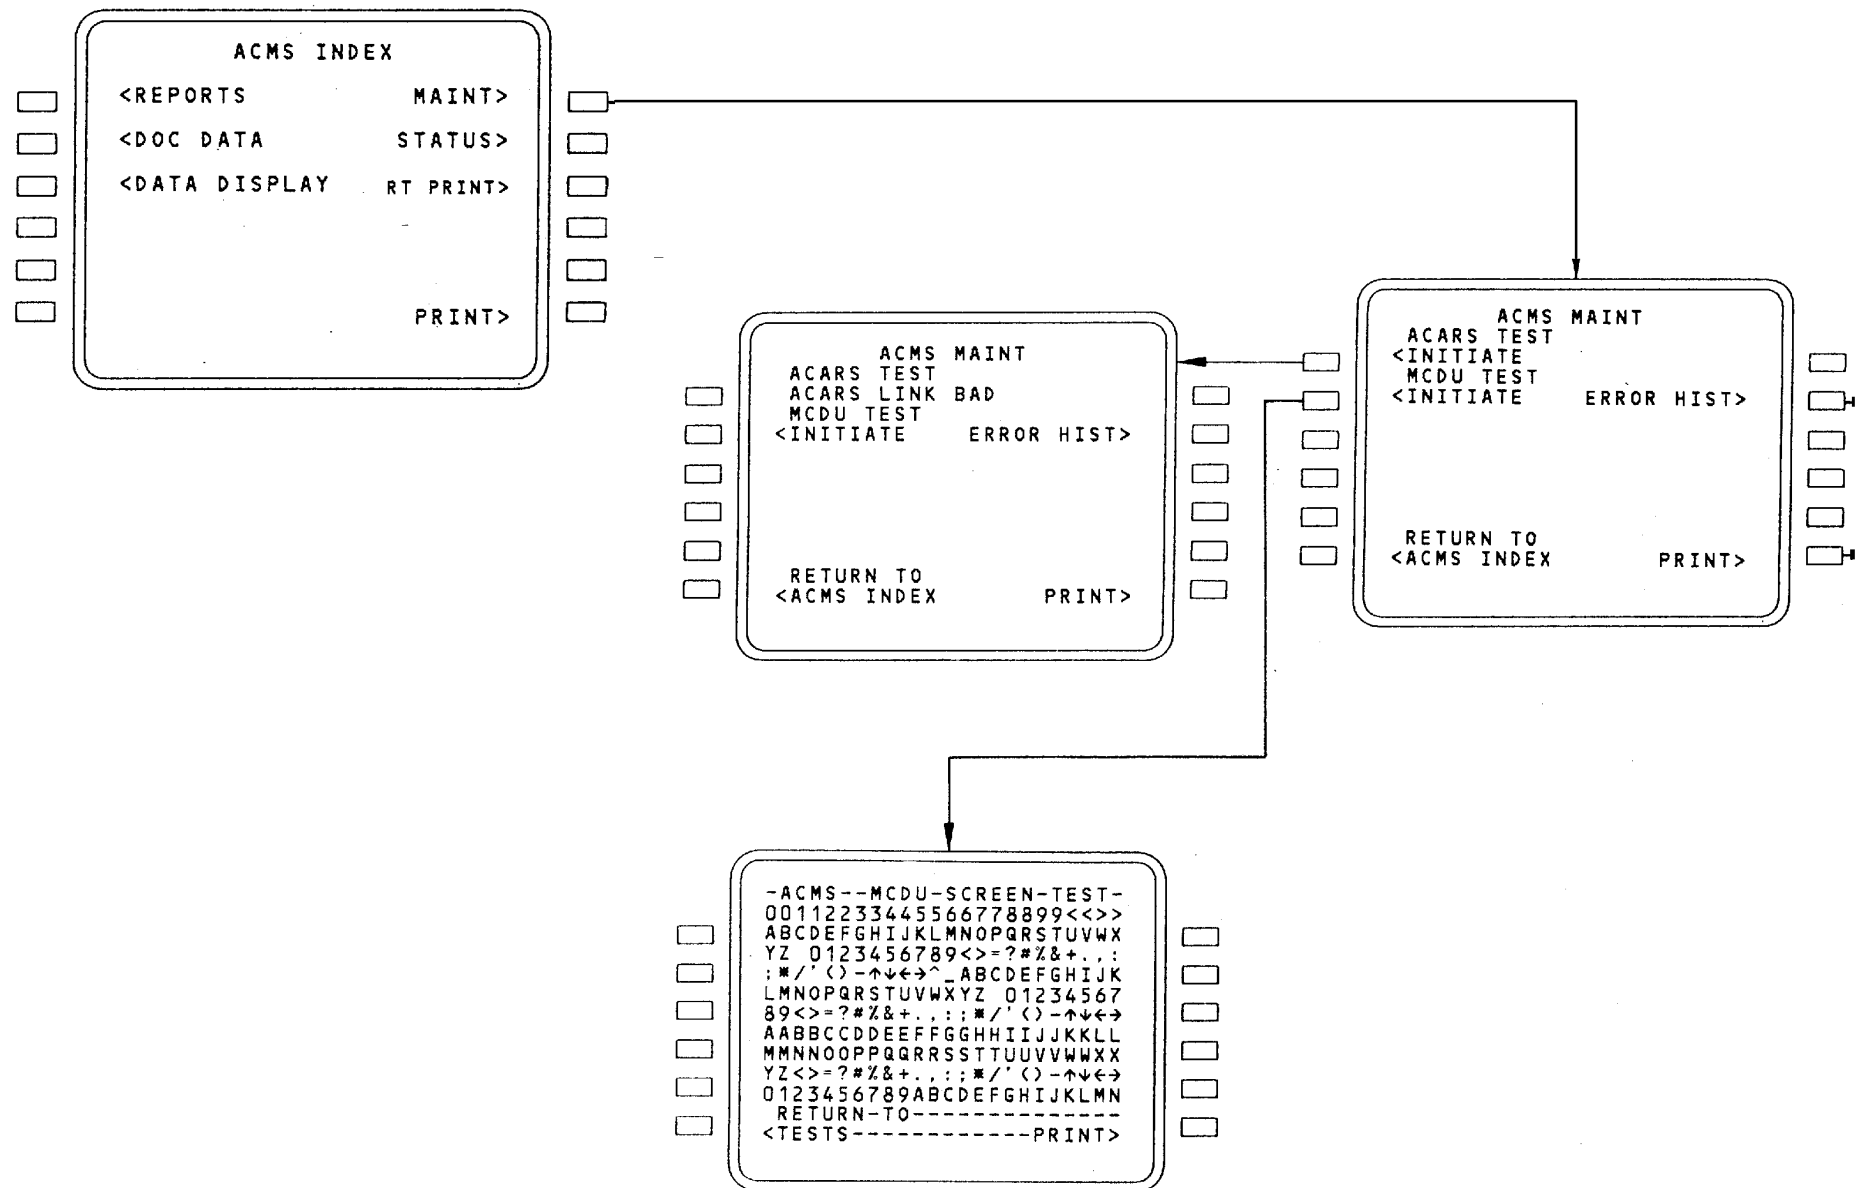 ACMS INDEX
<REPORTS MAINT>
<DOC DATA STATUS>
<DATA DISPLAY RT PRINT>
PRINT>
ACMS MAINT
ACARS TEST
ACARS LINK BAD
MCDU TEST
<INITIATE ERROR HIST>
RETURN TO
<ACMS INDEX PRINT>
ACMS MAINT
ACARS TEST
<INITIATE
MCDU TEST
<INITIATE ERROR HIST>
RETURN TO
<ACMS INDEX PRINT>
-ACMS--MCDU-SCREEN-TEST-
00112233445566778899<<>>
ABCDEFGHIJKLMNOPQRSTUVWX
YZ 0123456789<>=?#%&+.,:
;*/'()-↑↓←→^_ABCDEFGHIJK
LMNOPQRSTUVWXYZ 01234567
89<>=?#%&+.,:;*/'()-↑↓←→
AABBCCDDEEFFGGHHIIJJKKLL
MMNNOOPPQQRRSSTTUUVVWWXX
YZ<>=?#%&+.,:;*/'()-↑↓←→
0123456789ABCDEFGHIJKLMN
RETURN-TO--------------
<TESTS------------PRINT>